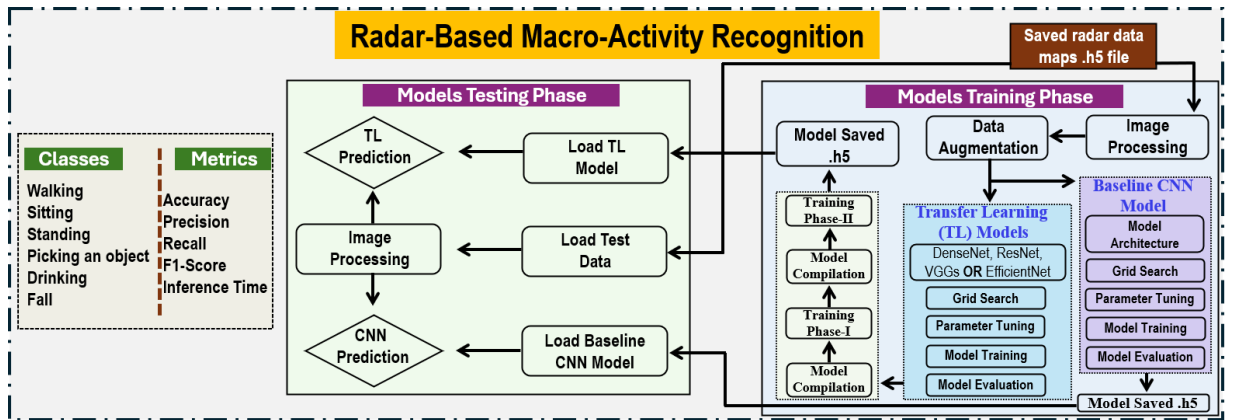 Radar-Based Macro-Activity Recognition
Saved radar data
maps .h5 file
Classes
Walking
Sitting
Standing
Picking an object
Drinking
Fall
Metrics
Accuracy
Precision
Recall
F1-Score
Inference Time
Models Testing Phase
TL
Prediction
Load TL
Model
Image
Processing
Load Test
Data
CNN
Prediction
Load Baseline
CNN Model
Models Training Phase
Model Saved
.h5
Data
Augmentation
Image
Processing
Training
Phase-II
Model
Compilation
Training
Phase-I
Model
Compilation
Transfer Learning
(TL) Models
DenseNet, ResNet,
VGGs OR EfficientNet
Grid Search
Parameter Tuning
Model Training
Model Evaluation
Baseline CNN
Model
Model
Architecture
Grid Search
Parameter Tuning
Model Training
Model Evaluation
Model Saved .h5